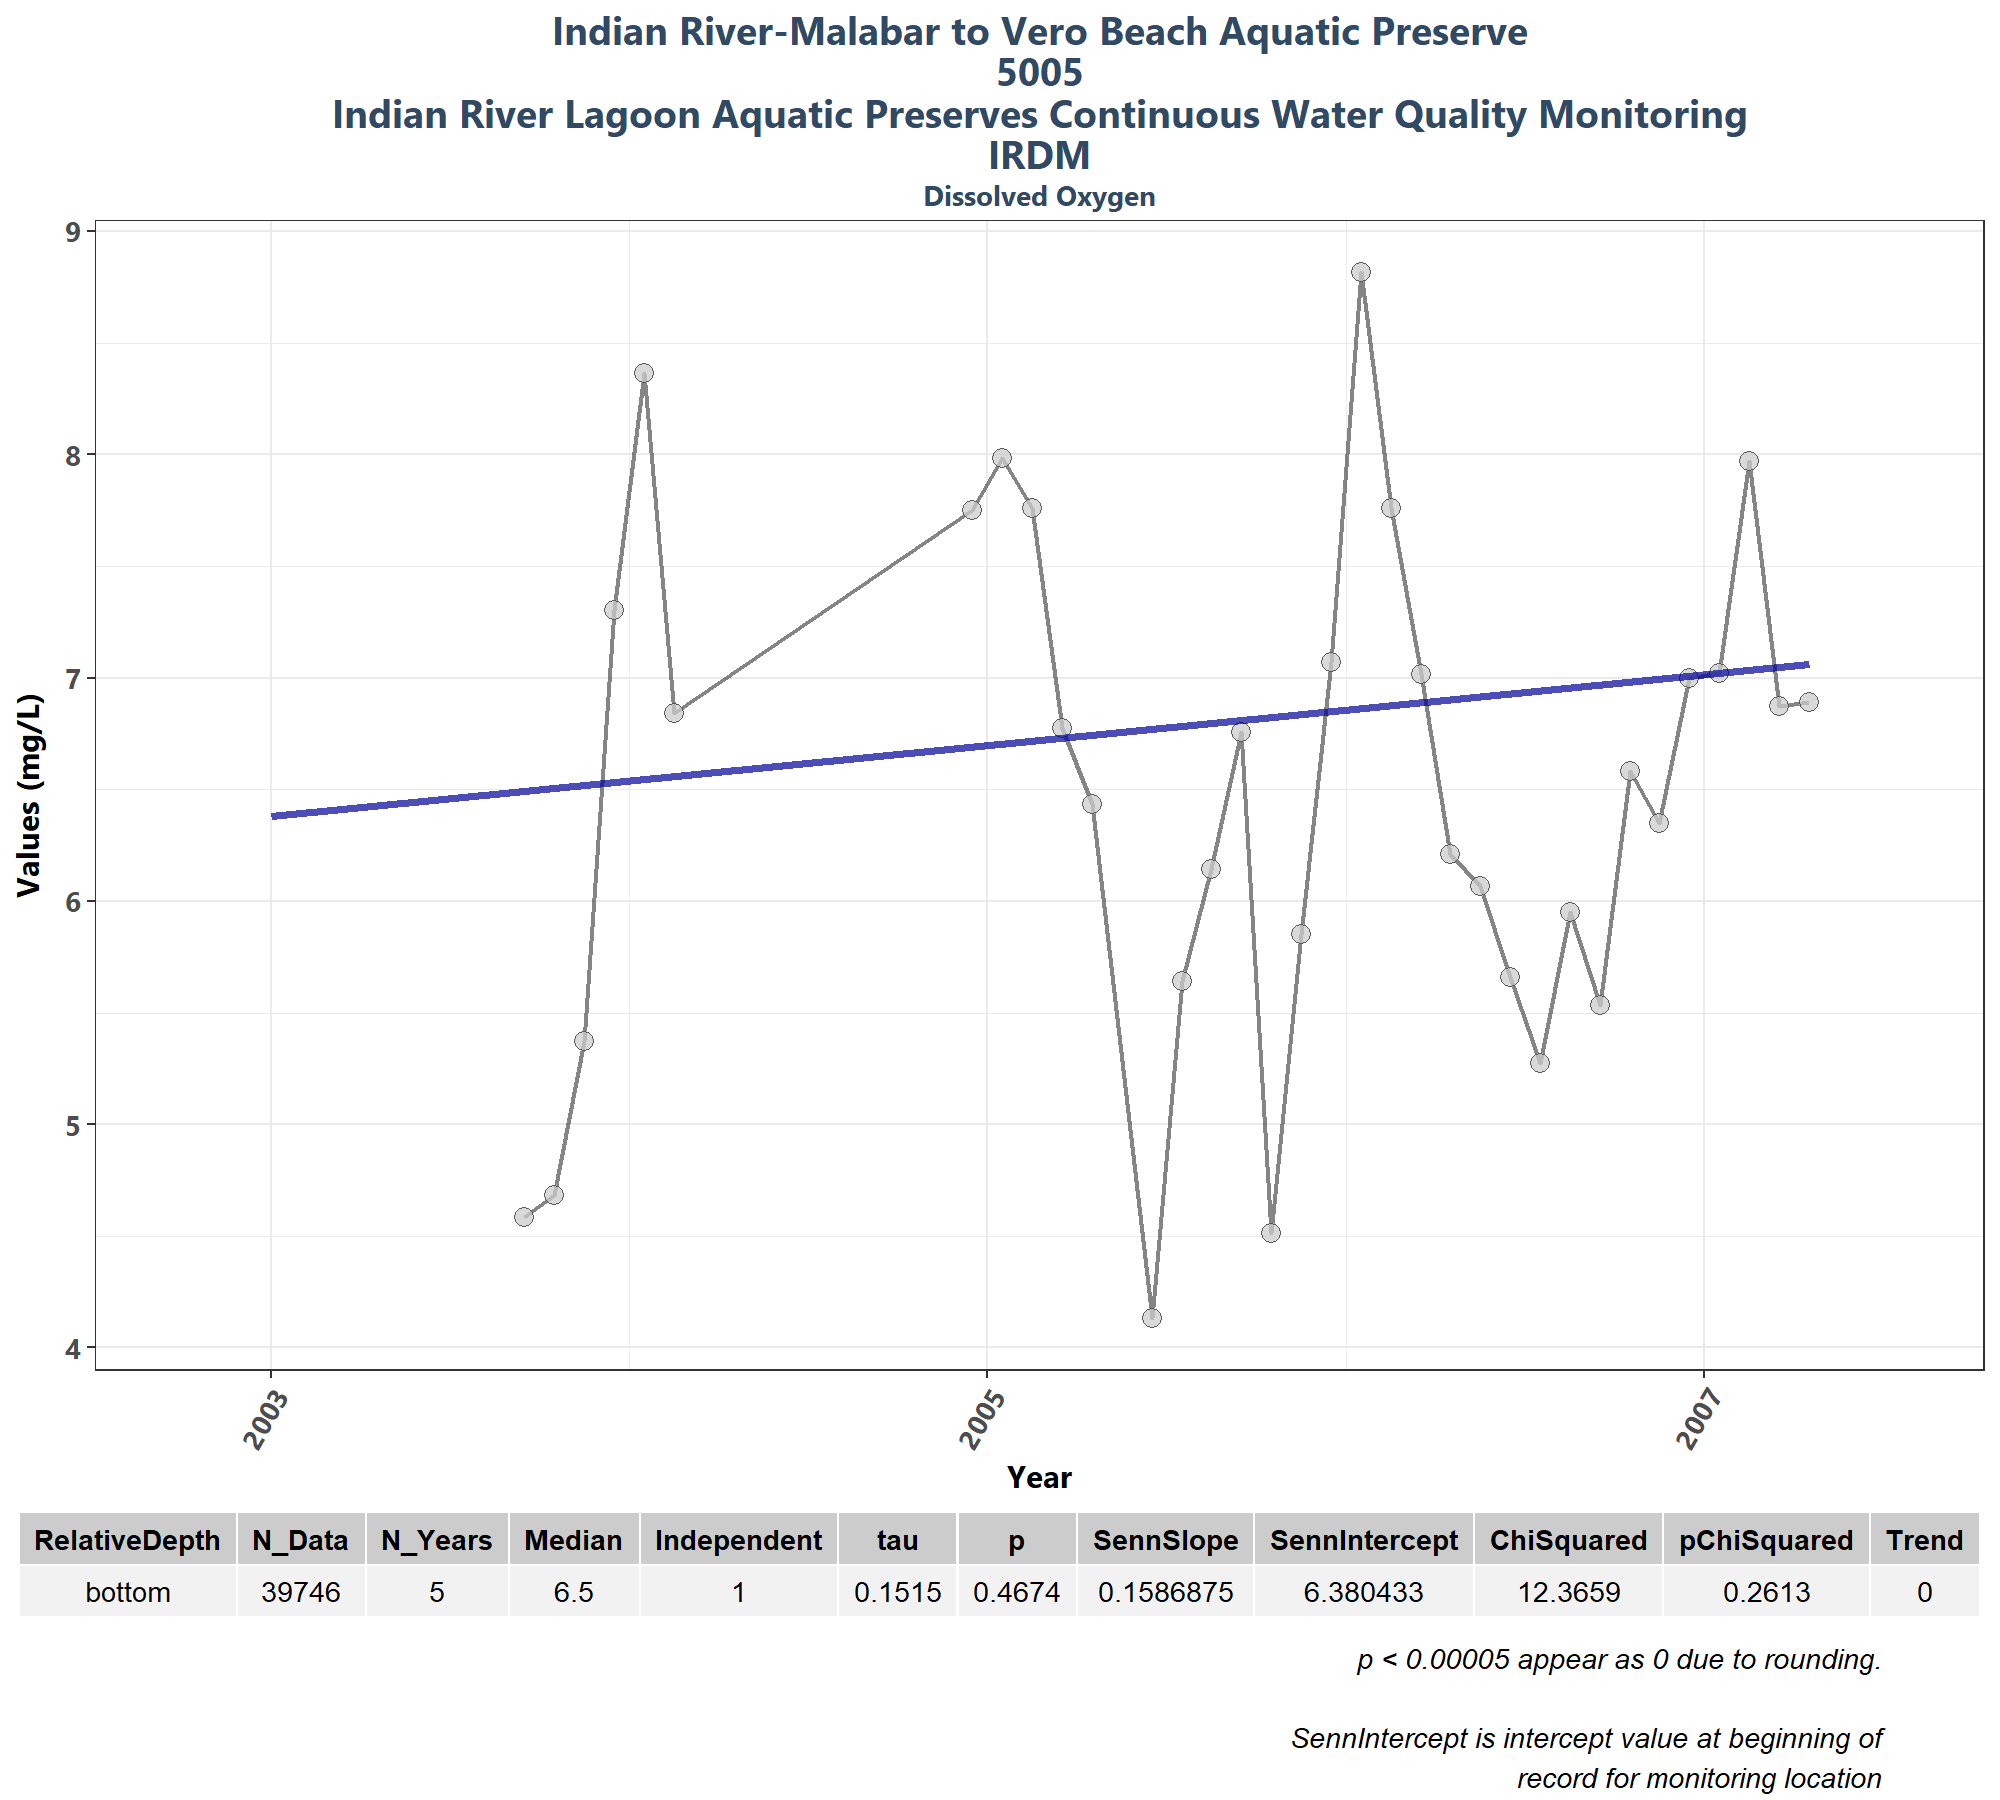 Indian River-Malabar to Vero Beach Aquatic Preserve
5005
Indian River Lagoon Aquatic Preserves Continuous Water Quality Monitoring
IRDM
Dissolved Oxygen
9
8
7
6
5
4
Values (mg/L)
2003 2005 2007
Year
RelativeDepth N_Data N_Years Median Independent tau p SennSlope SennIntercept ChiSquared pChiSquared Trend
bottom 39746 5 6.5 1 0.1515 0.4674 0.1586875 6.380433 12.3659 0.2613 0
p < 0.00005 appear as 0 due to rounding.
SennIntercept is intercept value at beginning of
record for monitoring location